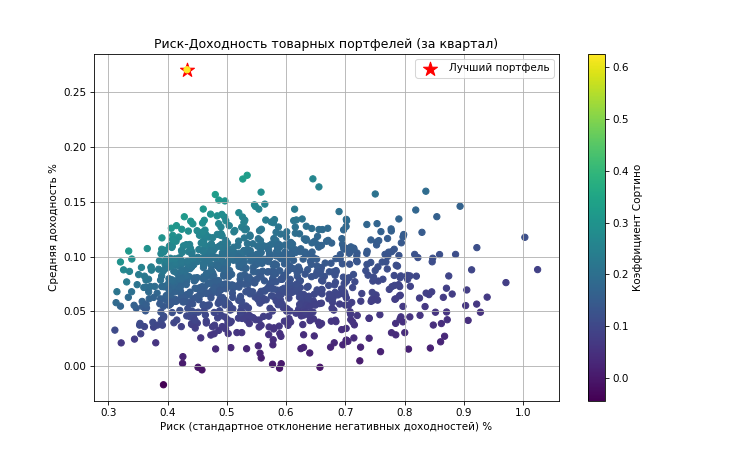 Риск-Доходность товарных портфелей (за квартал)
Лучший портфель
0.25
0.20
0.15
0.10
0.05
0.00
Средняя доходность %
0.3 0.4 0.5 0.6 0.7 0.8 0.9 1.0
Риск (стандартное отклонение негативных доходностей) %
0.6
0.5
0.4
0.3
0.2
0.1
0.0
Коэффициент Сортино